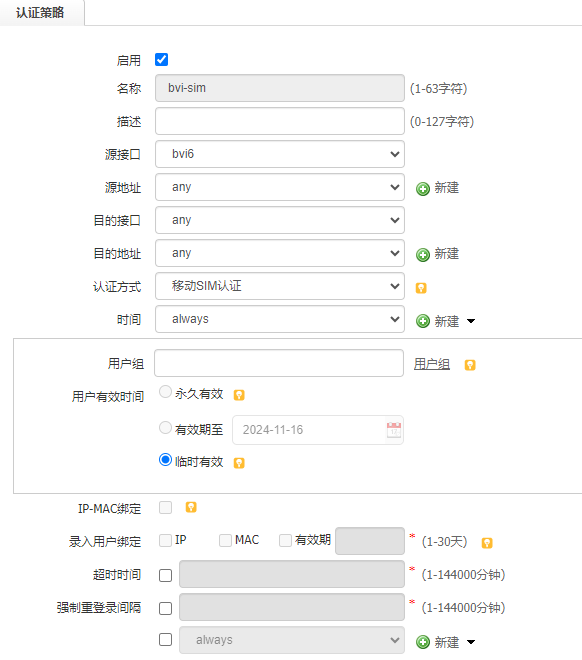 认证策略
启用
名称 bvi-sim (1-63字符)
描述 (0-127字符)
源接口 bvi6
源地址 any 新建
目的接口 any
目的地址 any 新建
认证方式 移动SIM认证
时间 always 新建
用户组 用户组
用户有效时间 永久有效
有效期至 2024-11-16
临时有效
IP-MAC绑定
录入用户绑定 IP MAC 有效期 * (1-30天)
超时时间 * (1-144000分钟)
强制重登录间隔 * (1-144000分钟)
always 新建